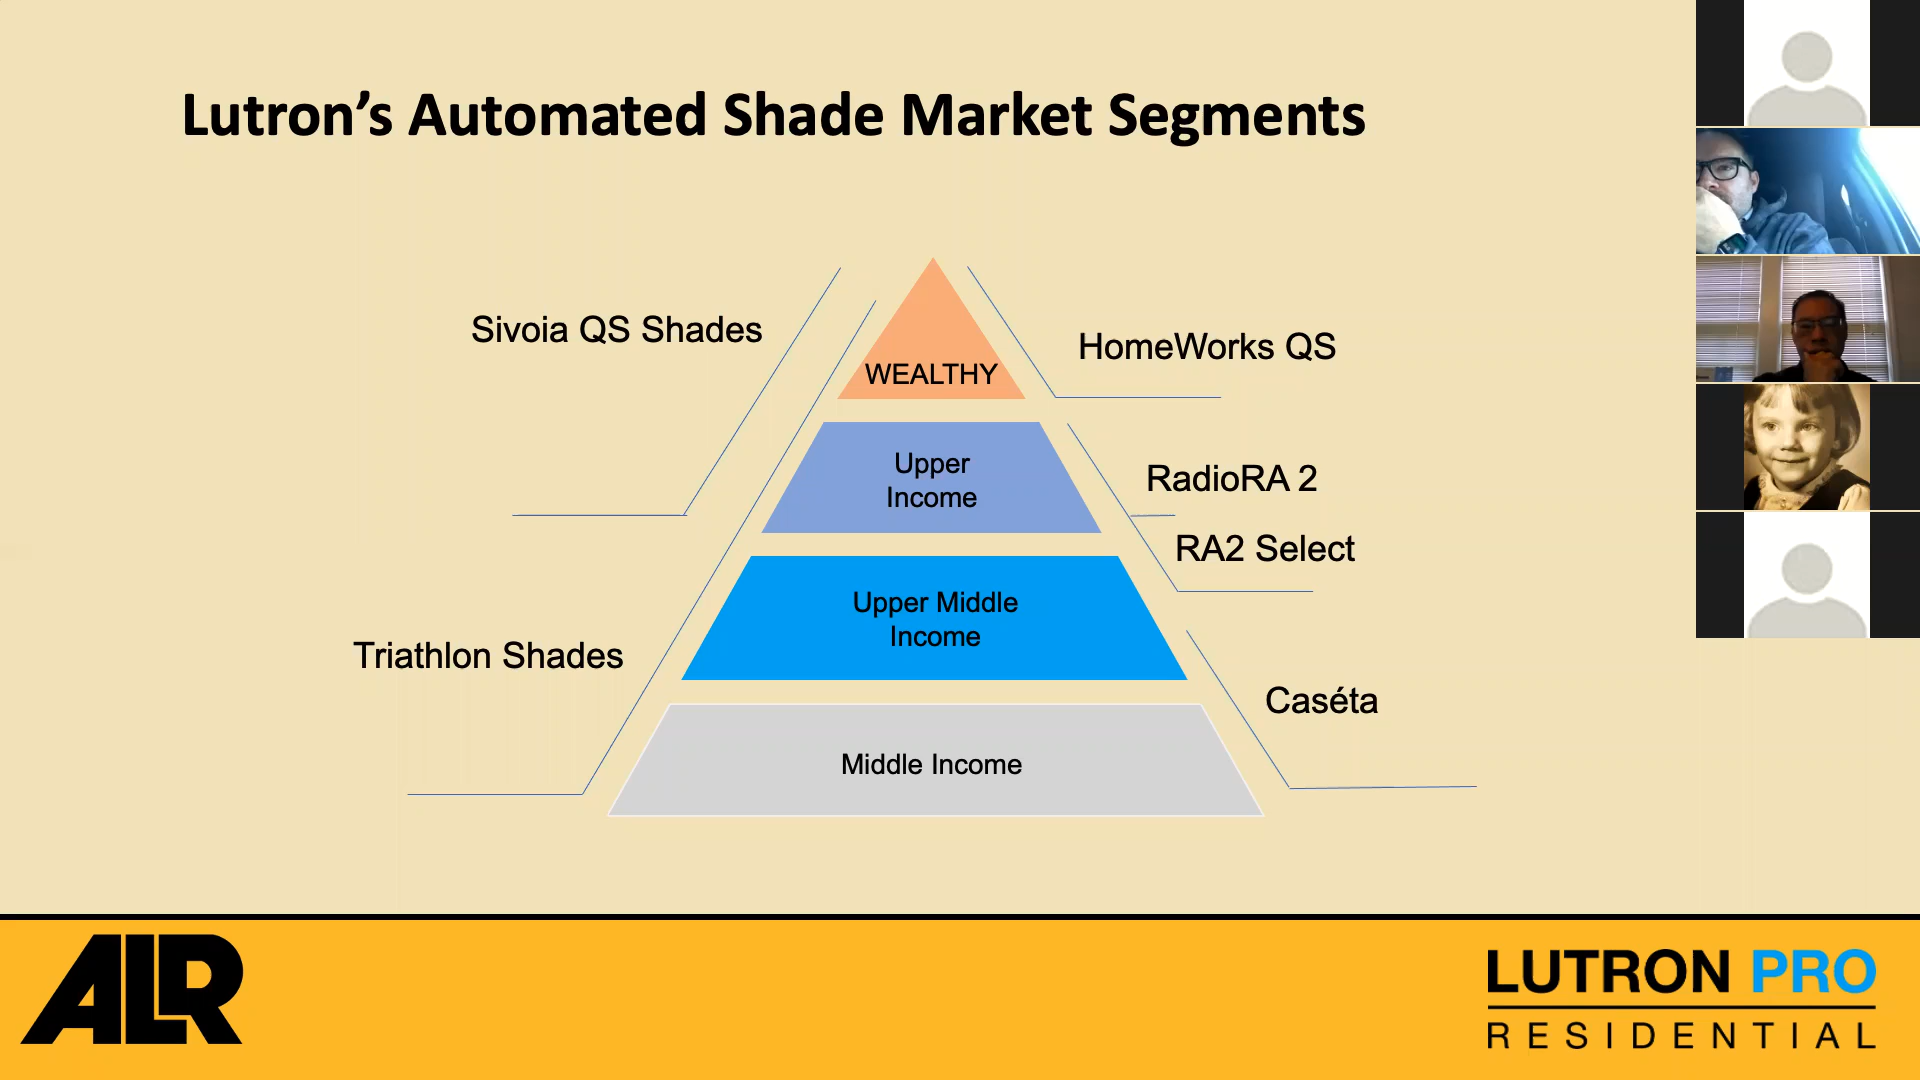 Lutron’s Automated Shade Market Segments
Sivoia QS Shades
HomeWorks QS
WEALTHY
Upper
Income
RadioRA 2
RA2 Select
Upper Middle
Income
Triathlon Shades
Caséta
Middle Income
ALR
LUTRON PRO
RESIDENTIAL